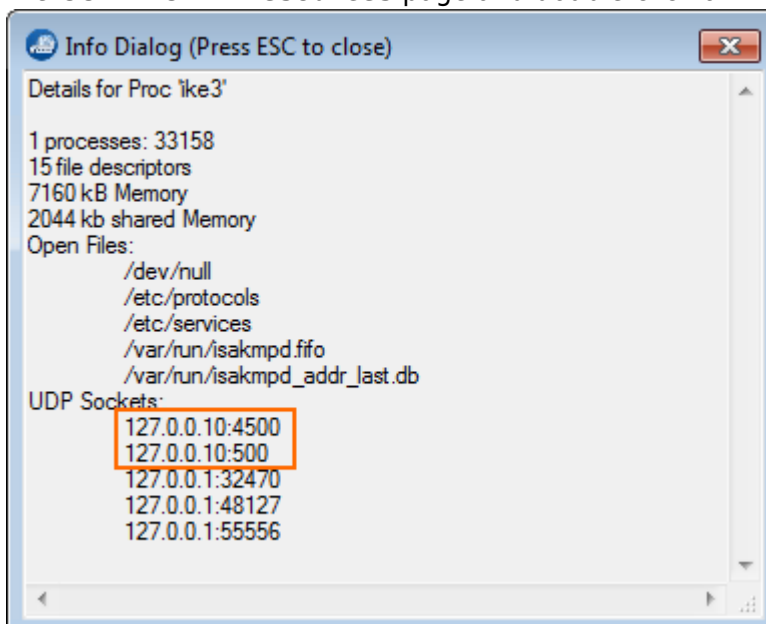 Info Dialog (Press ESC to close)
Details for Proc 'ike3'
1 processes: 33158
15 file descriptors
7160 kB Memory
2044 kb shared Memory
Open Files:
/dev/null
/etc/protocols
/etc/services
/var/run/isakmpd.fifo
/var/run/isakmpd_addr_last.db
UDP Sockets:
127.0.0.10:4500
127.0.0.10:500
127.0.0.1:32470
127.0.0.1:48127
127.0.0.1:55556